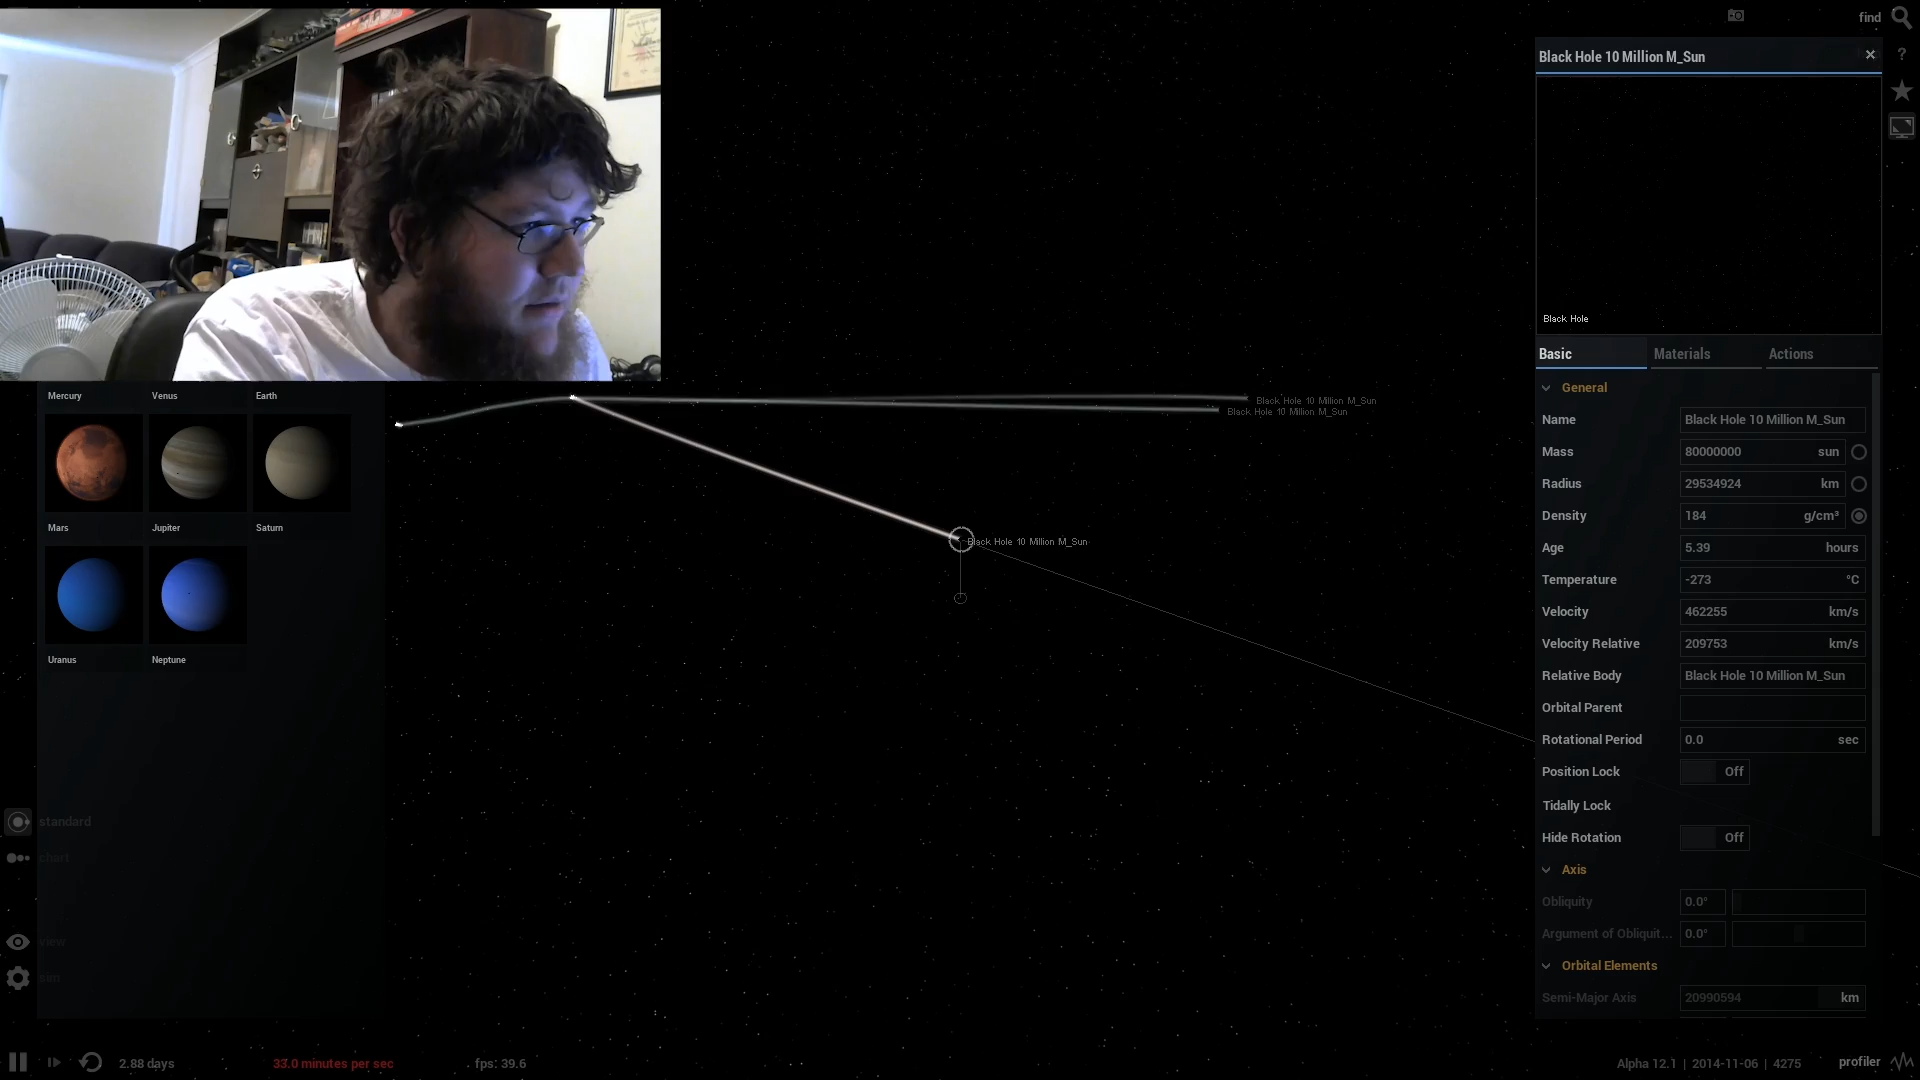 find
Black Hole 10 Million M_Sun
?
Black Hole
Basic Materials Actions
General
Name Black Hole 10 Million M_Sun
Mass 80000000 sun
Radius 29534924 km
Density 184 g/cm³
Age 5.39 hours
Temperature -273 °C
Velocity 462255 km/s
Velocity Relative 209753 km/s
Relative Body Black Hole 10 Million M_Sun
Orbital Parent
Rotational Period 0.0 sec
Position Lock Off
Tidally Lock
Hide Rotation Off
Axis
Obliquity 0.0°
Argument of Obliquit... 0.0°
Orbital Elements
Semi-Major Axis 20990594 km
Mercury Venus Earth
Mars Jupiter Saturn
Uranus Neptune
Black Hole 10 Million M_Sun
Black Hole 10 Million M_Sun
Black Hole 10 Million M_Sun
standard
chart
view
sim
2.88 days 33.0 minutes per sec fps: 39.6
Alpha 12.1 | 2014-11-06 | 4275 profiler